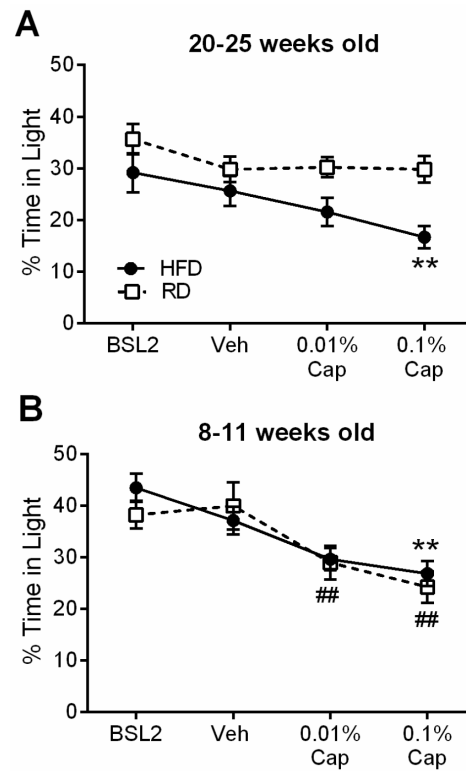 A
20-25 weeks old
50
40
30
20
10
0
% Time in Light
HFD
RD
**
BSL2 Veh 0.01% 0.1%
Cap Cap
B
8-11 weeks old
50
40
30
20
10
0
% Time in Light
**
##
##
BSL2 Veh 0.01% 0.1%
Cap Cap